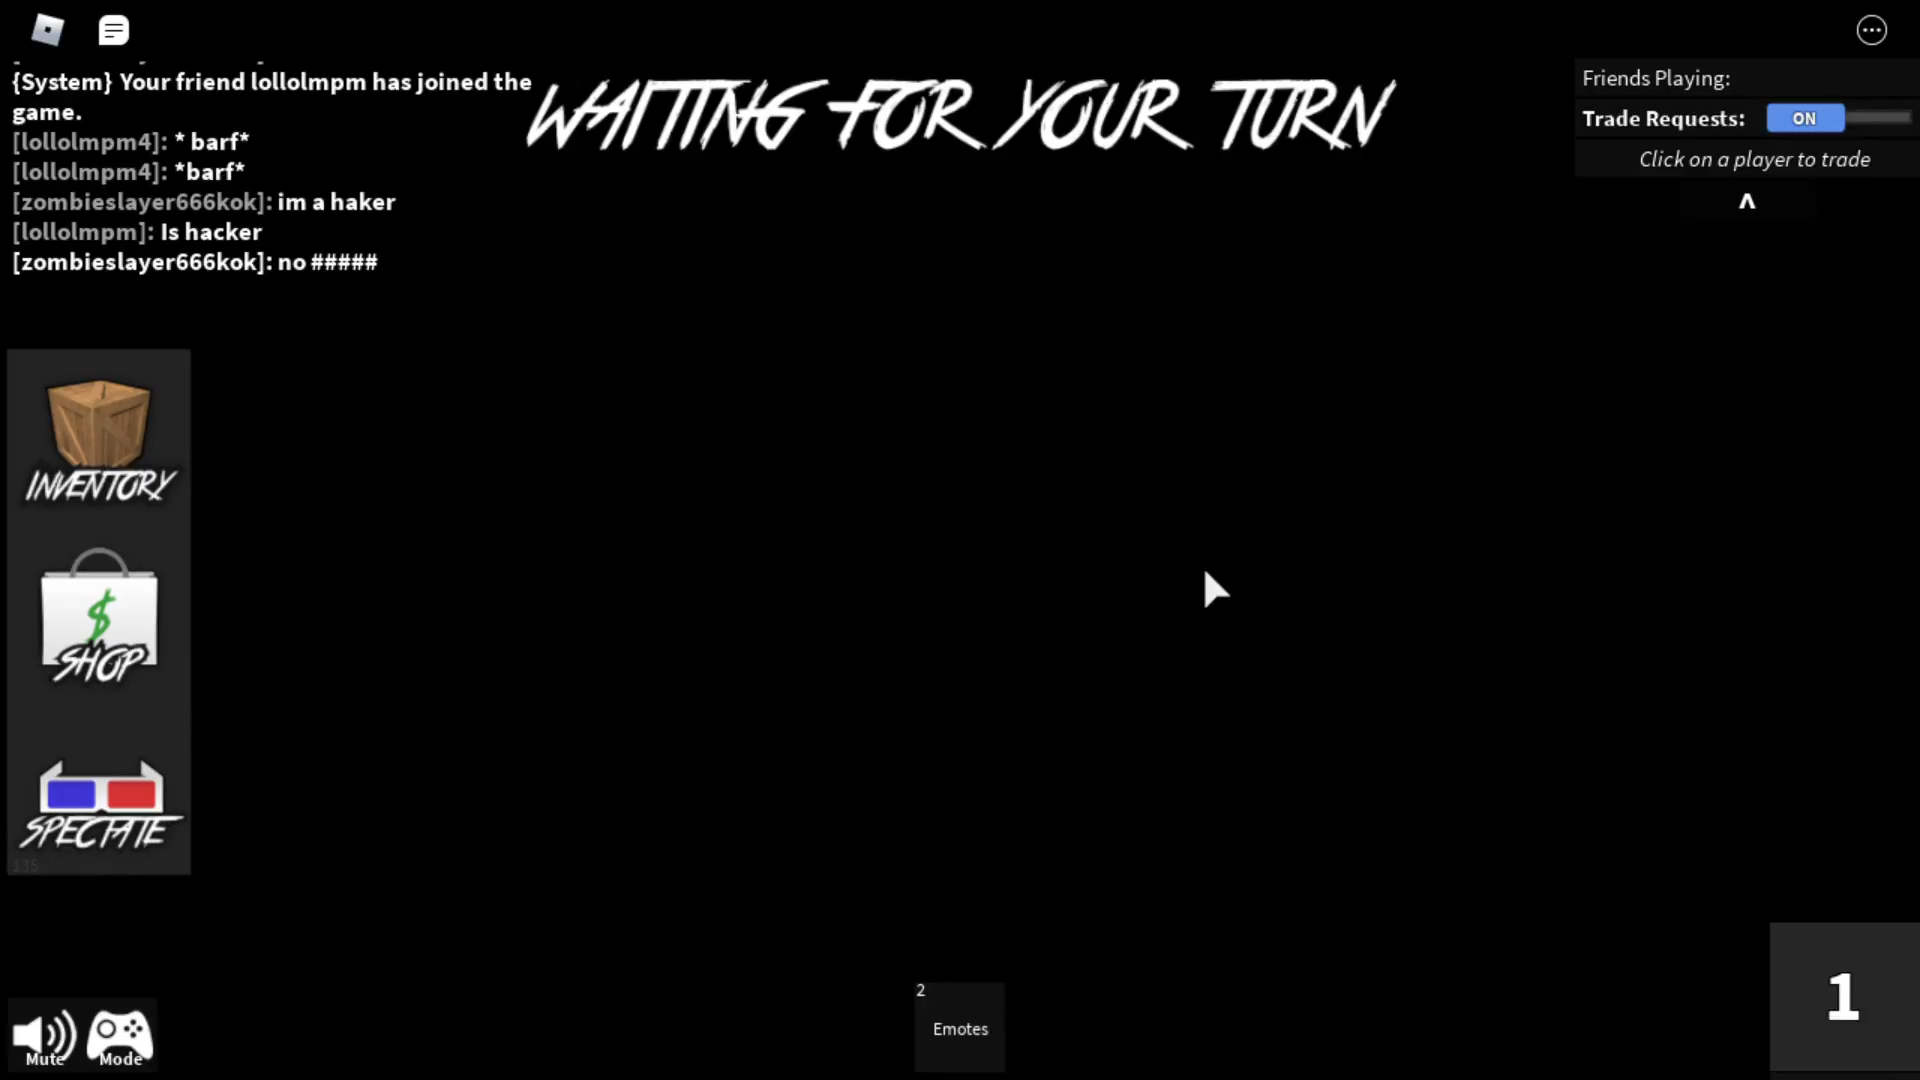 {System} Your friend lollolmpm has joined the
game.
[lollolmpm4]: * barf*
[lollolmpm4]: *barf*
[zombieslayer666kok]: im a haker
[lollolmpm]: Is hacker
[zombieslayer666kok]: no #####
WAITING FOR YOUR TURN
Friends Playing:
Trade Requests: ON
Click on a player to trade
^
INVENTORY
$
SHOP
SPECTATE
135
Mute
Mode
2
Emotes
1